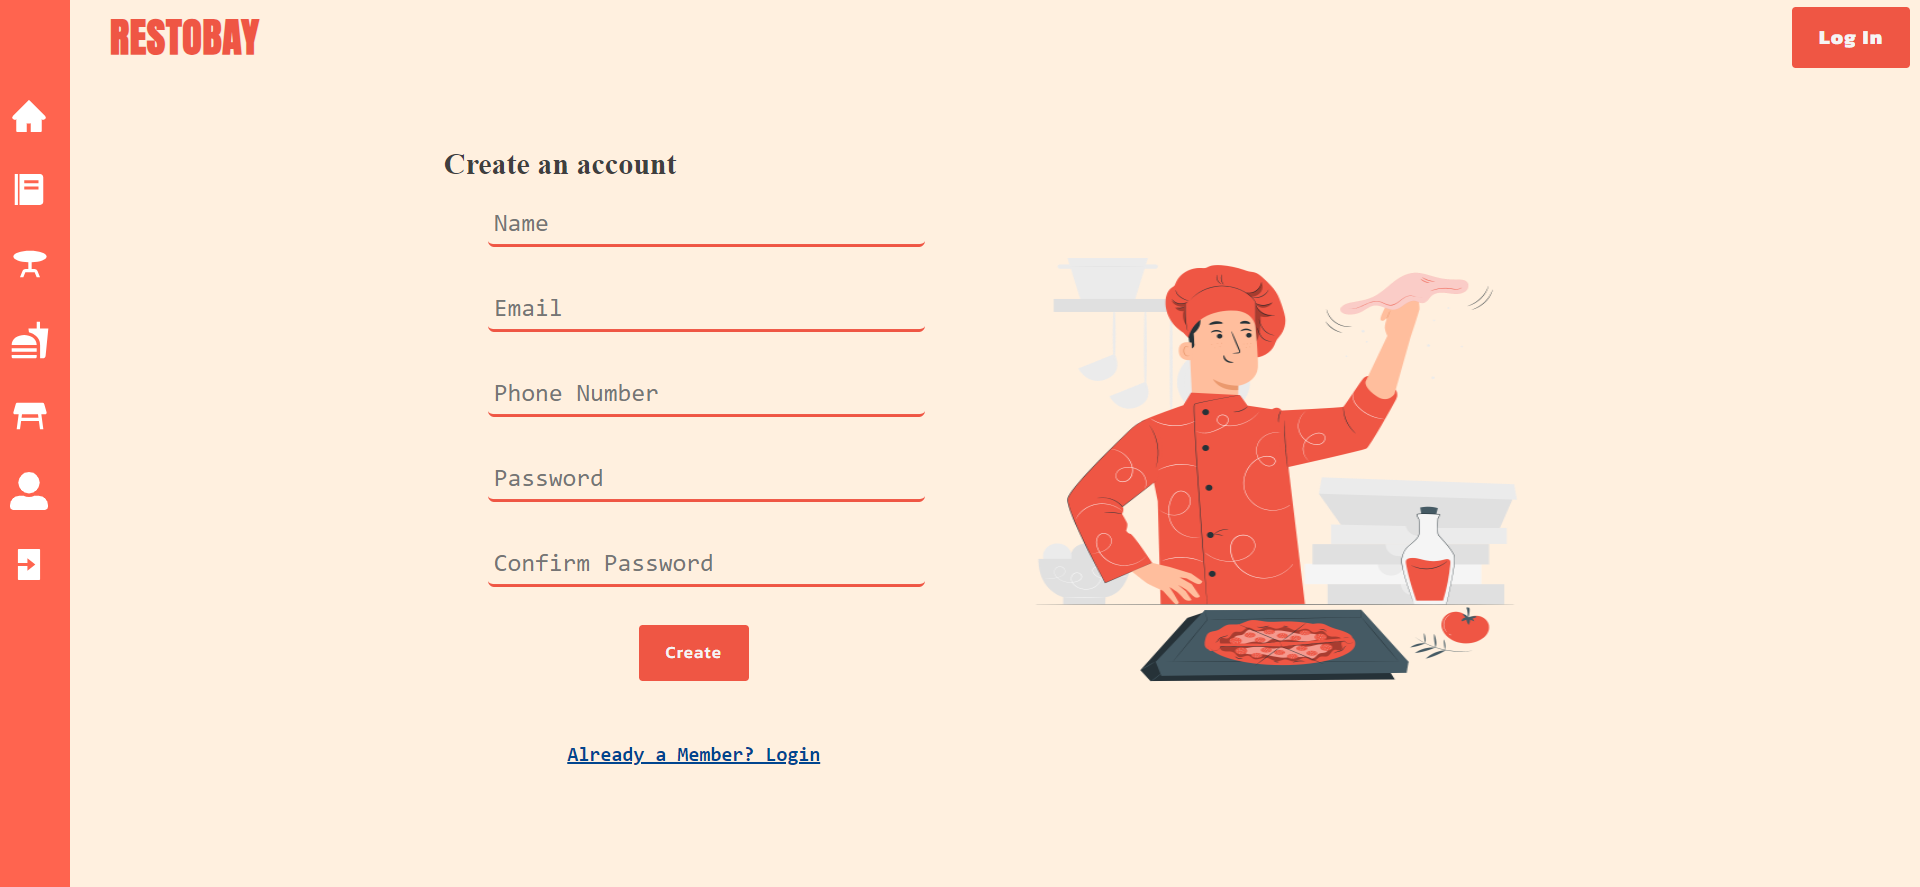 RESTOBAY
Log In
Create an account
Name
Email
Phone Number
Password
Confirm Password
Create
Already a Member? Login